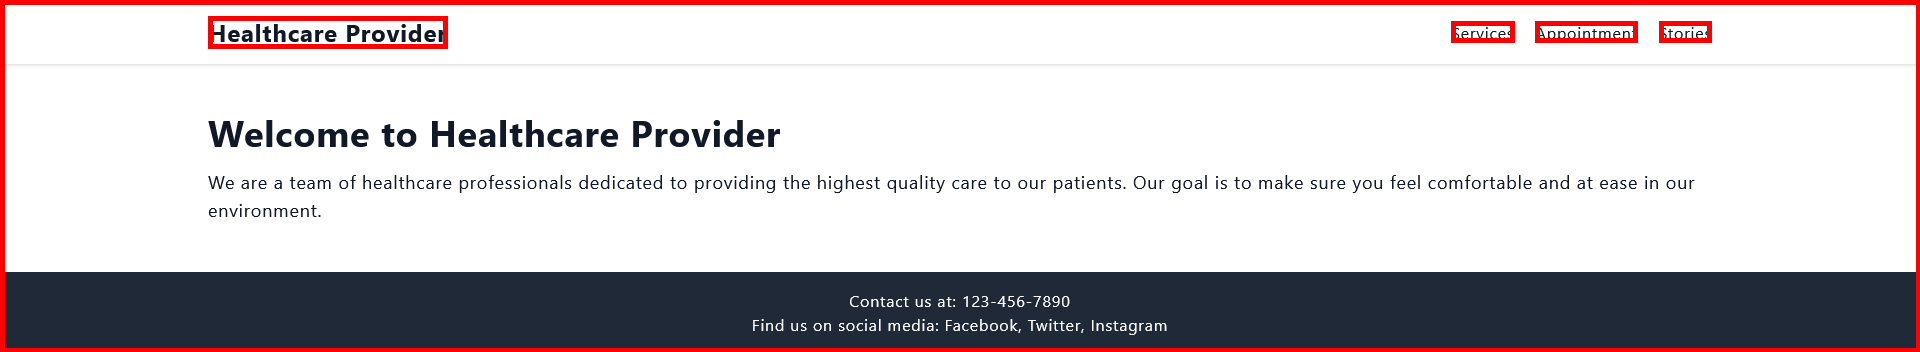 Healthcare Provider
Services Appointment Stories
Welcome to Healthcare Provider
We are a team of healthcare professionals dedicated to providing the highest quality care to our patients. Our goal is to make sure you feel comfortable and at ease in our
environment.
Contact us at: 123-456-7890
Find us on social media: Facebook, Twitter, Instagram